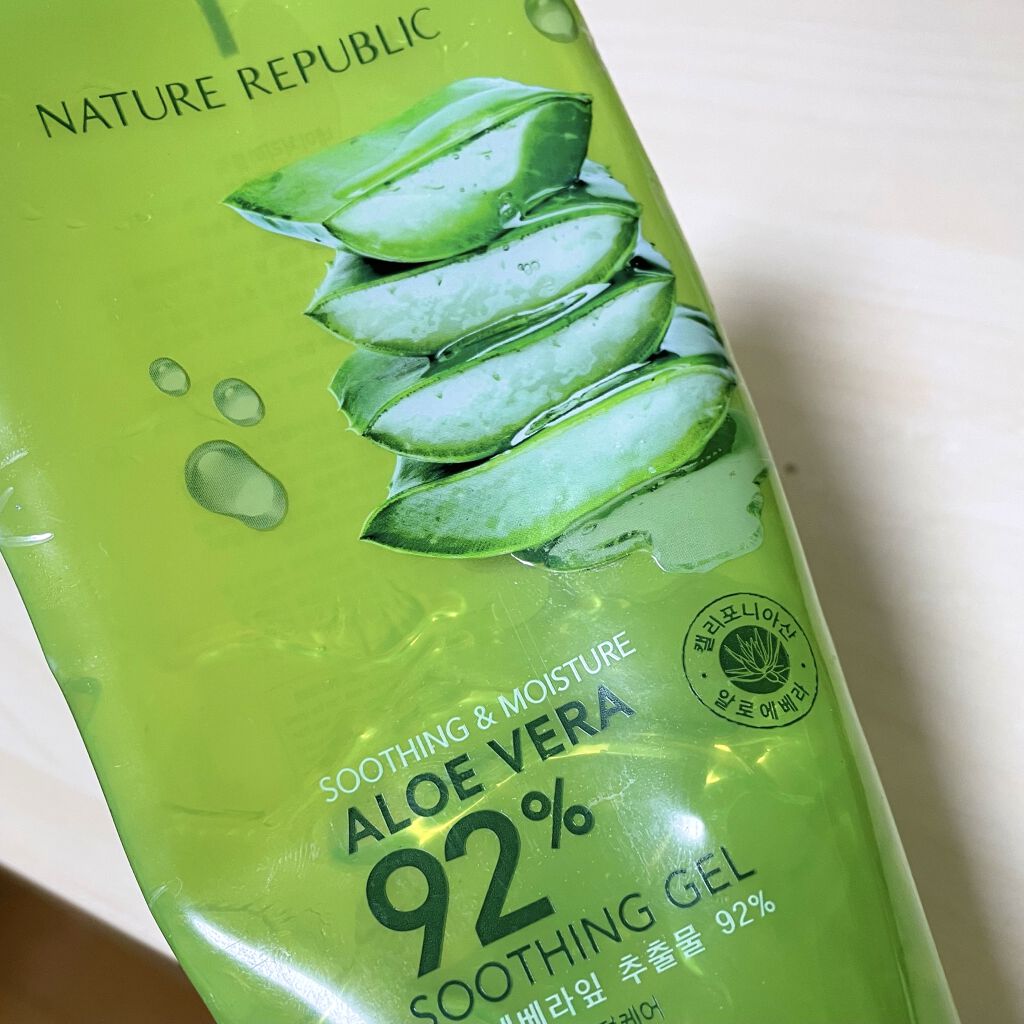 NATURE REPUBLIC
캘리포니아산
알로에베라
SOOTHING & MOISTURE
ALOE VERA
92%
SOOTHING GEL
추출물 92%